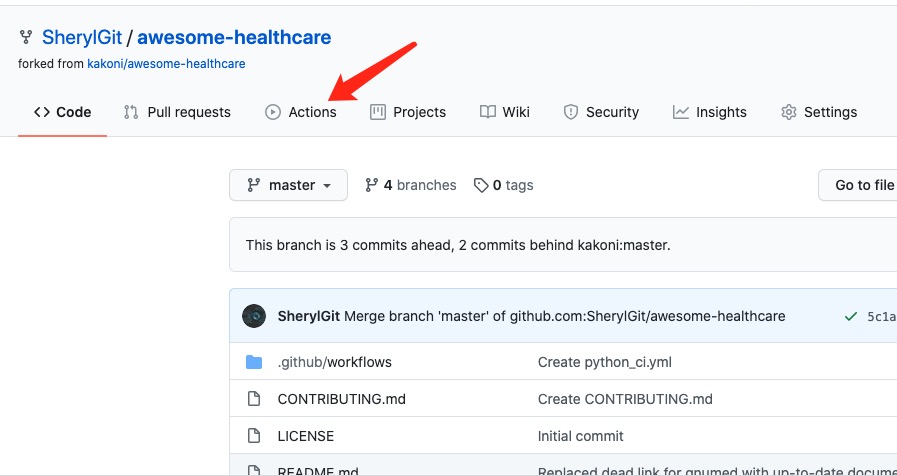 SherylGit / awesome-healthcare
forked from kakoni/awesome-healthcare
Code Pull requests Actions Projects Wiki Security Insights Settings
master 4 branches 0 tags Go to file
This branch is 3 commits ahead, 2 commits behind kakoni:master.
SherylGit Merge branch 'master' of github.com:SherylGit/awesome-healthcare 5c1a
.github/workflows Create python_ci.yml
CONTRIBUTING.md Create CONTRIBUTING.md
LICENSE Initial commit
README.md Replaced dead link for gnumed with up-to-date docume